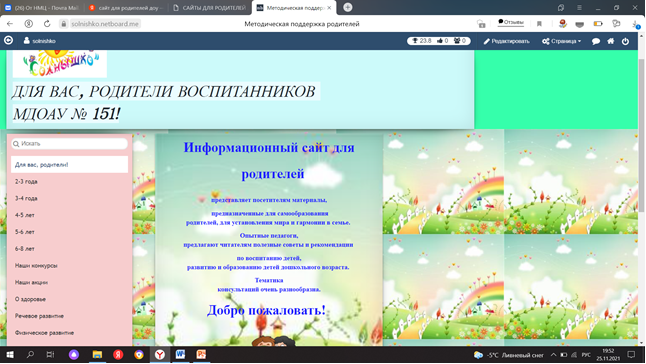 (26) От НМЦ - Почта Mail
сайт для родителей доу -
САЙТЫ ДЛЯ РОДИТЕЛЕЙ
Методическая поддерж
solnishko.netboard.me
Методическая поддержка родителей
Отзывы
solnishko
23.8
0
0
Редактировать
Страница
СОЛНЫШКО
ДЛЯ ВАС, РОДИТЕЛИ ВОСПИТАННИКОВ
МДОАУ № 151!
Искать
Для вас, родители!
2-3 года
3-4 года
4-5 лет
5-6 лет
6-8 лет
Наши конкурсы
Наши акции
О здоровье
Речевое развитие
Физическое развитие
Информационный сайт для
родителей
представляет посетителям материалы,
предназначенные для самообразования
родителей, для установления мира и гармонии в семье.
Опытные педагоги,
предлагают читателям полезные советы и рекомендации
по воспитанию детей,
развитию и образованию детей дошкольного возраста.
Тематика
консультаций очень разнообразна.
Добро пожаловать!
-5°C Ливневый снег
РУС
19:52
25.11.2021